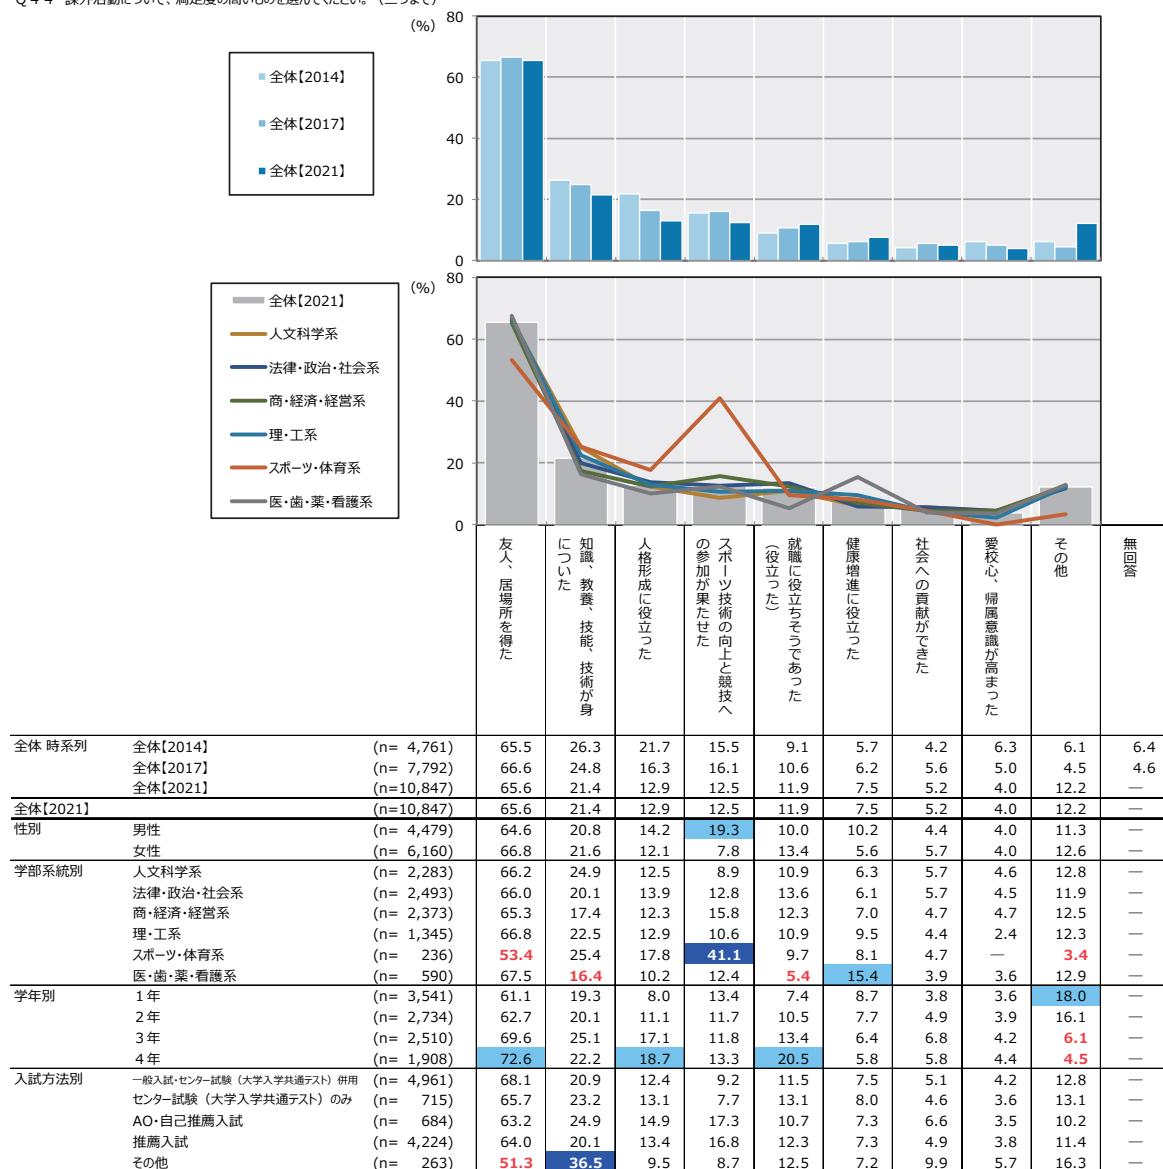 Q44 課外活動について、満足度の高いものを選んでください。(二つまで)
(%)
80
60
40
20
0
全体【2014】
全体【2017】
全体【2021】
(%)
80
60
40
20
0
全体【2021】
人文科学系
法律・政治・社会系
商・経済・経営系
理・工系
スポーツ・体育系
医・歯・薬・看護系
友人、居場所を得た
知識、教養、技能、技術が身
についた
人格形成に役立った
スポーツ技術の向上と競技へ
の参加が果たせた
就職に役立ちそうであった
(役立った)
健康増進に役立った
社会への貢献ができた
愛校心、帰属意識が高まった
その他
無回答
全体 時系列 全体【2014】 (n= 4,761) 65.5 26.3 21.7 15.5 9.1 5.7 4.2 6.3 6.1 6.4
全体【2017】 (n= 7,792) 66.6 24.8 16.3 16.1 10.6 6.2 5.6 5.0 4.5 4.6
全体【2021】 (n=10,847) 65.6 21.4 12.9 12.5 11.9 7.5 5.2 4.0 12.2 —
全体【2021】 (n=10,847) 65.6 21.4 12.9 12.5 11.9 7.5 5.2 4.0 12.2 —
性別 男性 (n= 4,479) 64.6 20.8 14.2 19.3 10.0 10.2 4.4 4.0 11.3 —
女性 (n= 6,160) 66.8 21.6 12.1 7.8 13.4 5.6 5.7 4.0 12.6 —
学部系統別 人文科学系 (n= 2,283) 66.2 24.9 12.5 8.9 10.9 6.3 5.7 4.6 12.8 —
法律・政治・社会系 (n= 2,493) 66.0 20.1 13.9 12.8 13.6 6.1 5.7 4.5 11.9 —
商・経済・経営系 (n= 2,373) 65.3 17.4 12.3 15.8 12.3 7.0 4.7 4.7 12.5 —
理・工系 (n= 1,345) 66.8 22.5 12.9 10.6 10.9 9.5 4.4 2.4 12.3 —
スポーツ・体育系 (n= 236) 53.4 25.4 17.8 41.1 9.7 8.1 4.7 — 3.4 —
医・歯・薬・看護系 (n= 590) 67.5 16.4 10.2 12.4 5.4 15.4 3.9 3.6 12.9 —
学年別 1年 (n= 3,541) 61.1 19.3 8.0 13.4 7.4 8.7 3.8 3.6 18.0 —
2年 (n= 2,734) 62.7 20.1 11.1 11.7 10.5 7.7 4.9 3.9 16.1 —
3年 (n= 2,510) 69.6 25.1 17.1 11.8 13.4 6.4 6.8 4.2 6.1 —
4年 (n= 1,908) 72.6 22.2 18.7 13.3 20.5 5.8 5.8 4.4 4.5 —
入試方法別 一般入試・センター試験(大学入学共通テスト)併用 (n= 4,961) 68.1 20.9 12.4 9.2 11.5 7.5 5.1 4.2 12.8 —
センター試験(大学入学共通テスト)のみ (n= 715) 65.7 23.2 13.1 7.7 13.1 8.0 4.6 3.6 13.1 —
AO・自己推薦入試 (n= 684) 63.2 24.9 14.9 17.3 10.7 7.3 6.6 3.5 10.2 —
推薦入試 (n= 4,224) 64.0 20.1 13.4 16.8 12.3 7.3 4.9 3.8 11.4 —
その他 (n= 263) 51.3 36.5 9.5 8.7 12.5 7.2 9.9 5.7 16.3 —